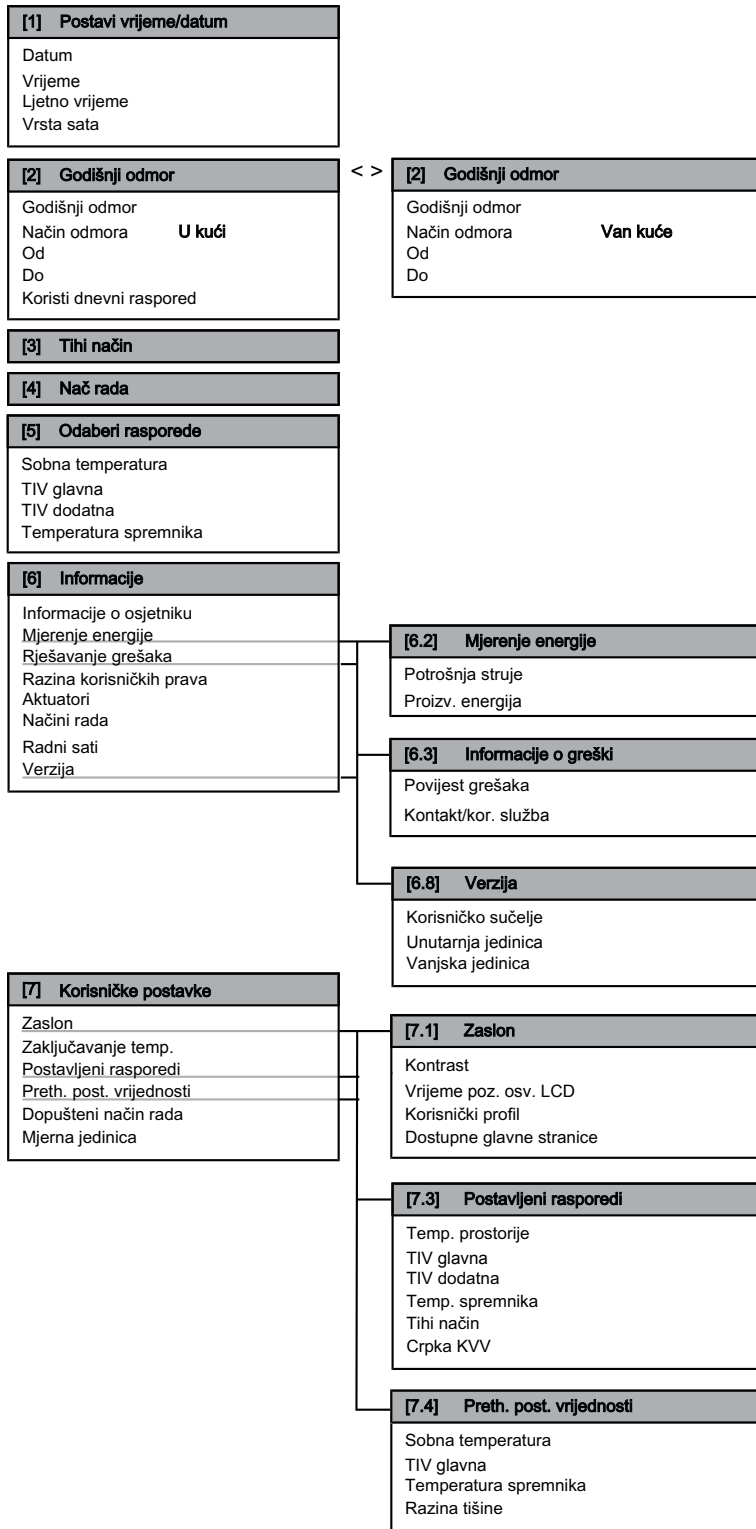 [1] Postavi vrijeme/datum
Datum
Vrijeme
Ljetno vrijeme
Vrsta sata
[2] Godišnji odmor
Godišnji odmor
Način odmora U kući
Od
Do
Koristi dnevni raspored
< >
[2] Godišnji odmor
Godišnji odmor
Način odmora Van kuće
Od
Do
[3] Tihi način
[4] Nač rada
[5] Odaberi rasporede
Sobna temperatura
TIV glavna
TIV dodatna
Temperatura spremnika
[6] Informacije
Informacije o osjetniku
Mjerenje energije
Rješavanje grešaka
Razina korisničkih prava
Aktuatori
Načini rada
Radni sati
Verzija
[6.2] Mjerenje energije
Potrošnja struje
Proizv. energija
[6.3] Informacije o greški
Povijest grešaka
Kontakt/kor. služba
[6.8] Verzija
Korisničko sučelje
Unutarnja jedinica
Vanjska jedinica
[7] Korisničke postavke
Zaslon
Zaključavanje temp.
Postavljeni rasporedi
Preth. post. vrijednosti
Dopušteni način rada
Mjerna jedinica
[7.1] Zaslon
Kontrast
Vrijeme poz. osv. LCD
Korisnički profil
Dostupne glavne stranice
[7.3] Postavljeni rasporedi
Temp. prostorije
TIV glavna
TIV dodatna
Temp. spremnika
Tihi način
Crpka KVV
[7.4] Preth. post. vrijednosti
Sobna temperatura
TIV glavna
Temperatura spremnika
Razina tišine